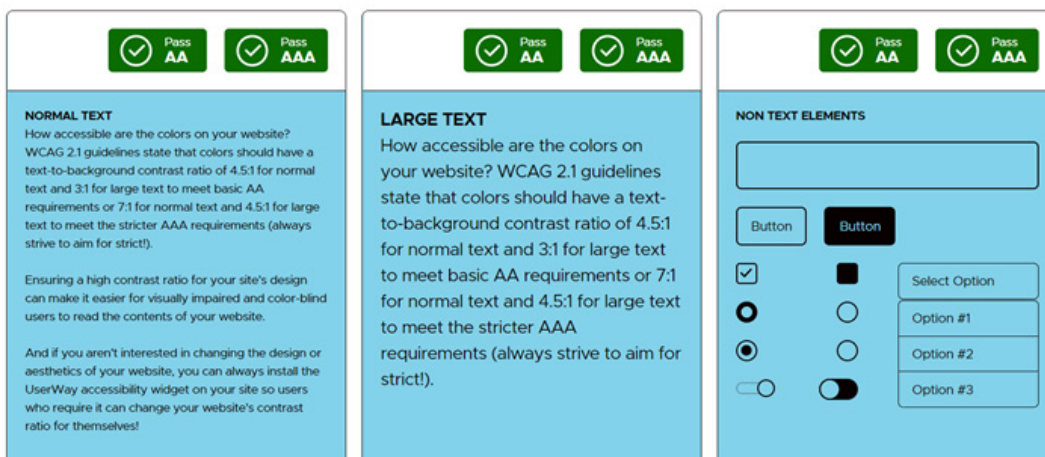 Pass
AA
Pass
AAA
NORMAL TEXT
How accessible are the colors on your website?
WCAG 2.1 guidelines state that colors should have a
text-to-background contrast ratio of 4.5:1 for normal
text and 3:1 for large text to meet basic AA
requirements or 7:1 for normal text and 4.5:1 for large
text to meet the stricter AAA requirements (always
strive to aim for strict!).
Ensuring a high contrast ratio for your site's design
can make it easier for visually impaired and color-blind
users to read the contents of your website.
And if you aren't interested in changing the design or
aesthetics of your website, you can always install the
UserWay accessibility widget on your site so users
who require it can change your website's contrast
ratio for themselves!
Pass
AA
Pass
AAA
LARGE TEXT
How accessible are the colors on
your website? WCAG 2.1 guidelines
state that colors should have a text-
to-background contrast ratio of 4.5:1
for normal text and 3:1 for large text
to meet basic AA requirements or 7:1
for normal text and 4.5:1 for large text
to meet the stricter AAA
requirements (always strive to aim for
strict!).
Pass
AA
Pass
AAA
NON TEXT ELEMENTS
Button
Button
Select Option
Option #1
Option #2
Option #3